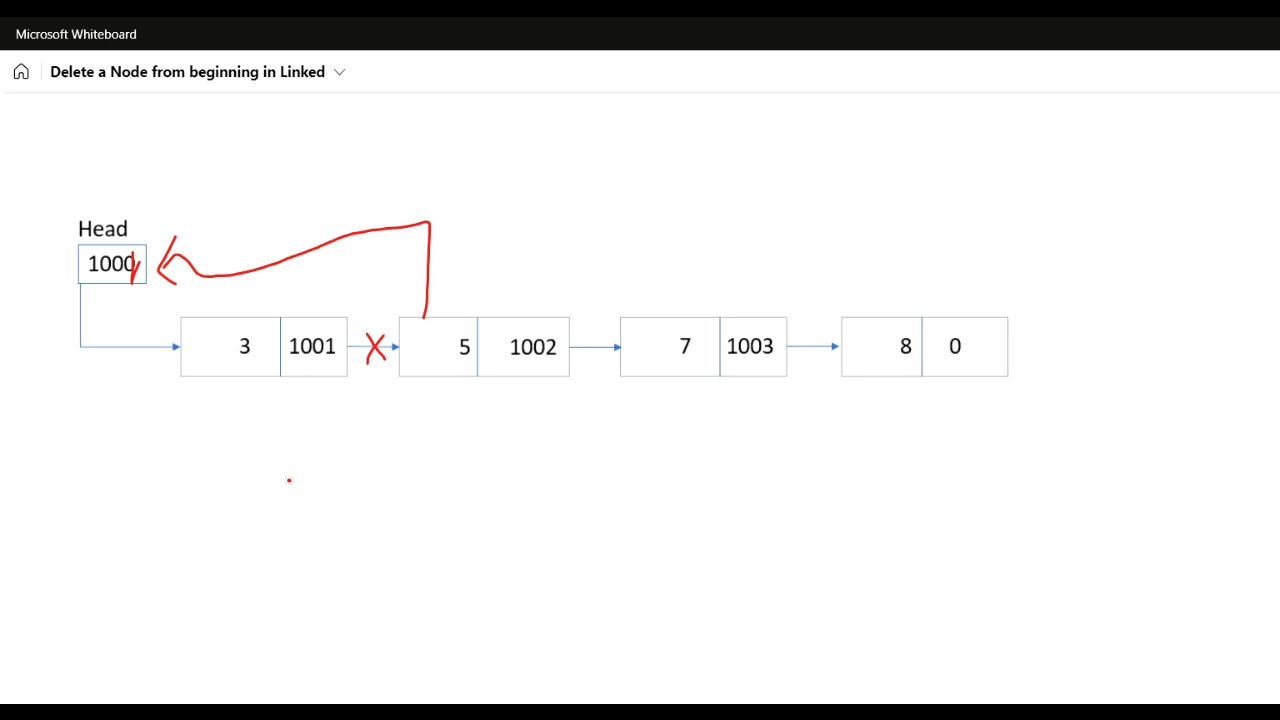 Microsoft Whiteboard
Delete a Node from beginning in Linked
Head
1000
3 1001 5 1002 7 1003 8 0